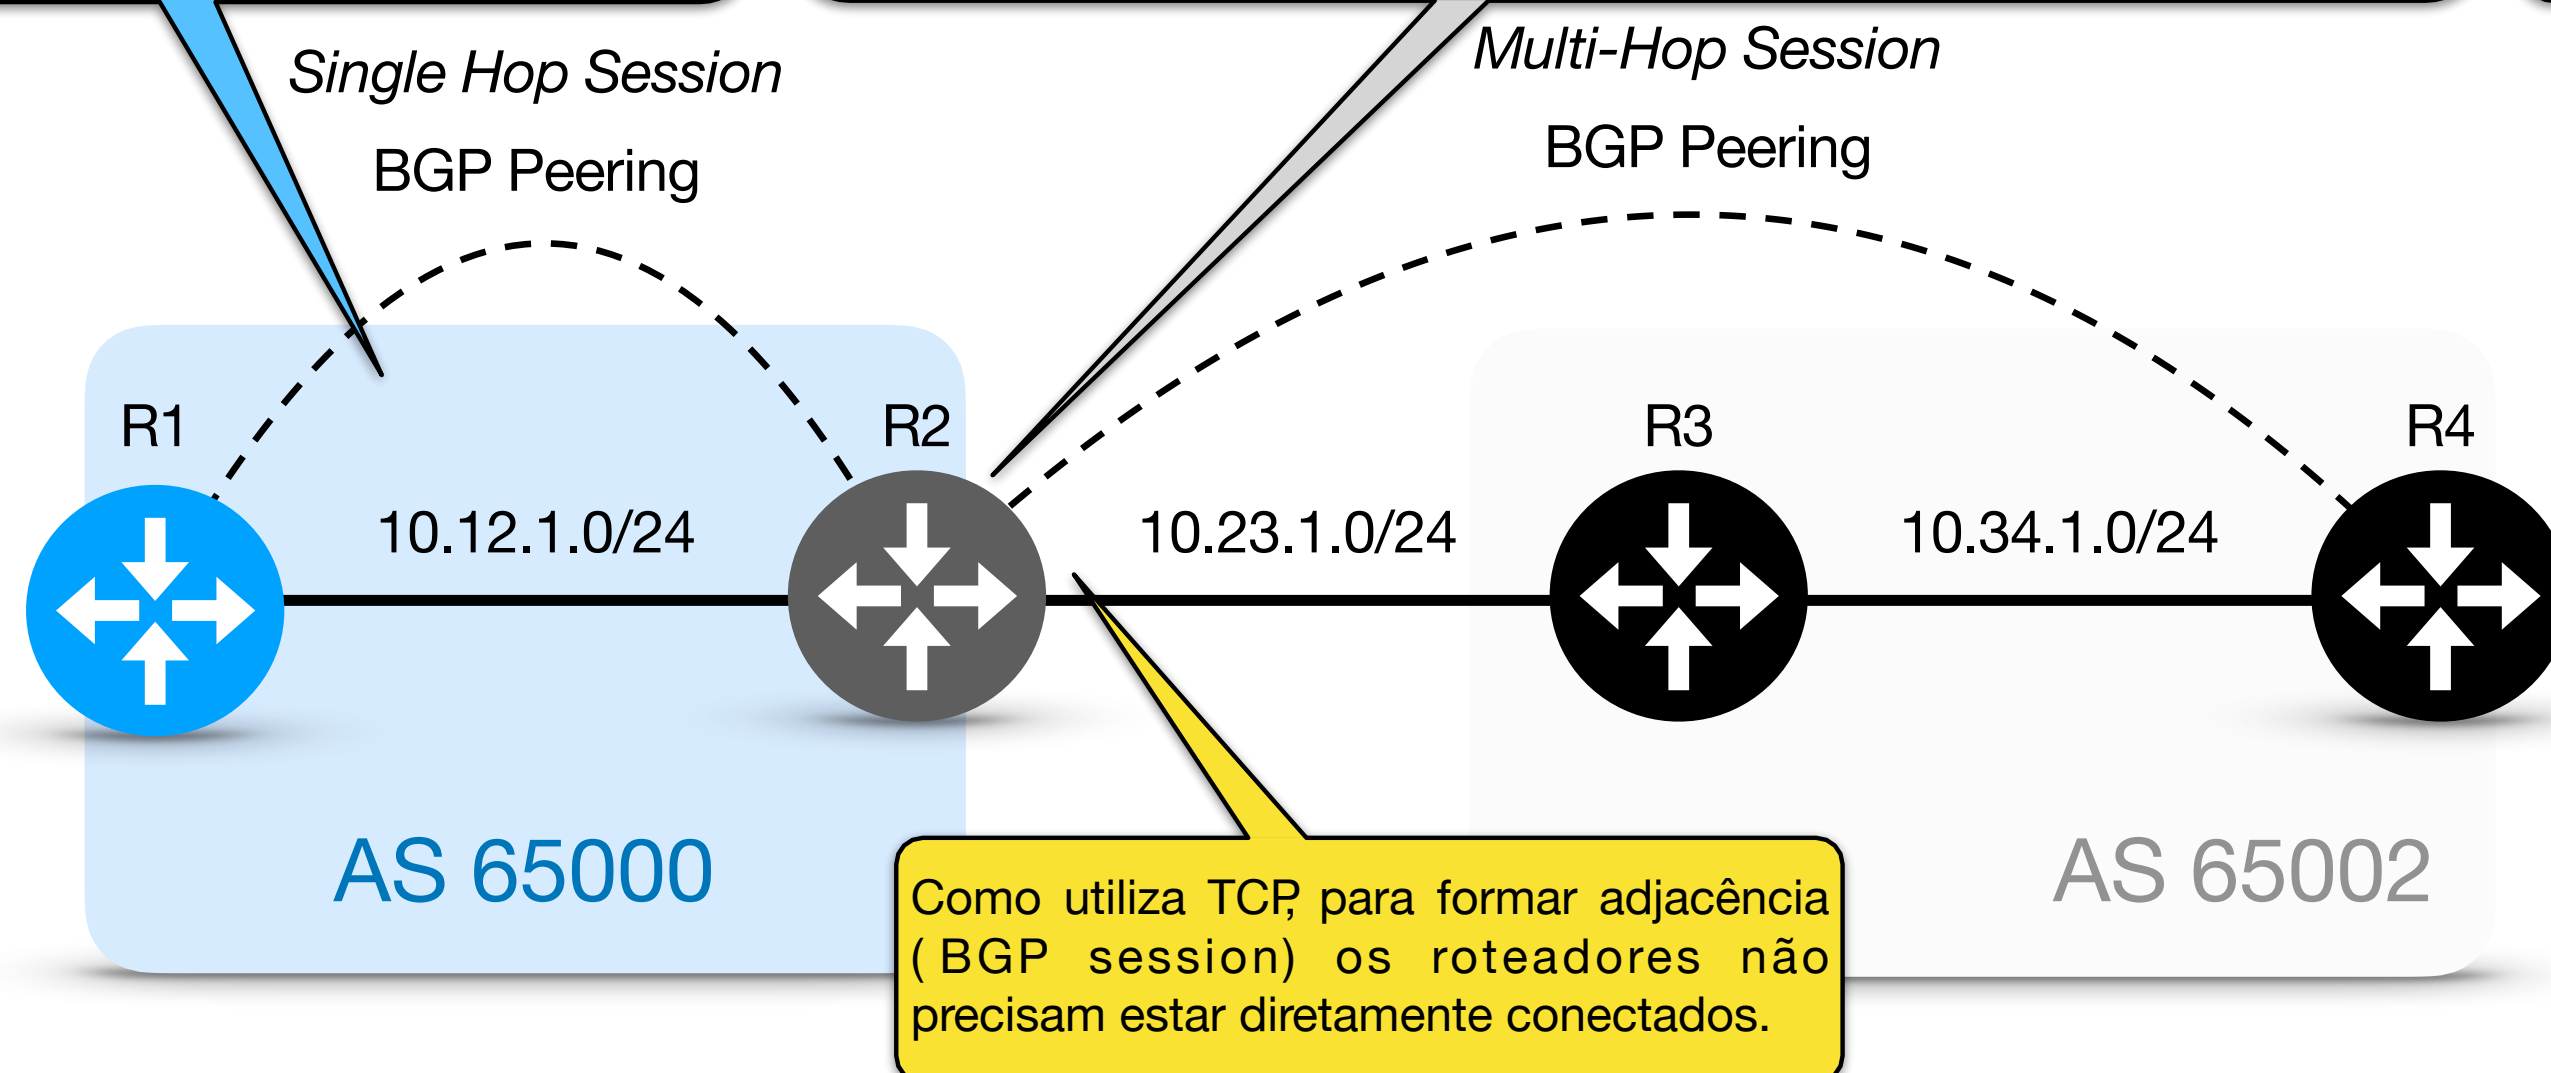 Single Hop Session
BGP Peering
Multi-Hop Session
BGP Peering
R1
R2
R3
R4
10.12.1.0/24
10.23.1.0/24
10.34.1.0/24
AS 65000
AS 65002
Como utiliza TCP, para formar adjacência
(BGP session) os roteadores não
precisam estar diretamente conectados.